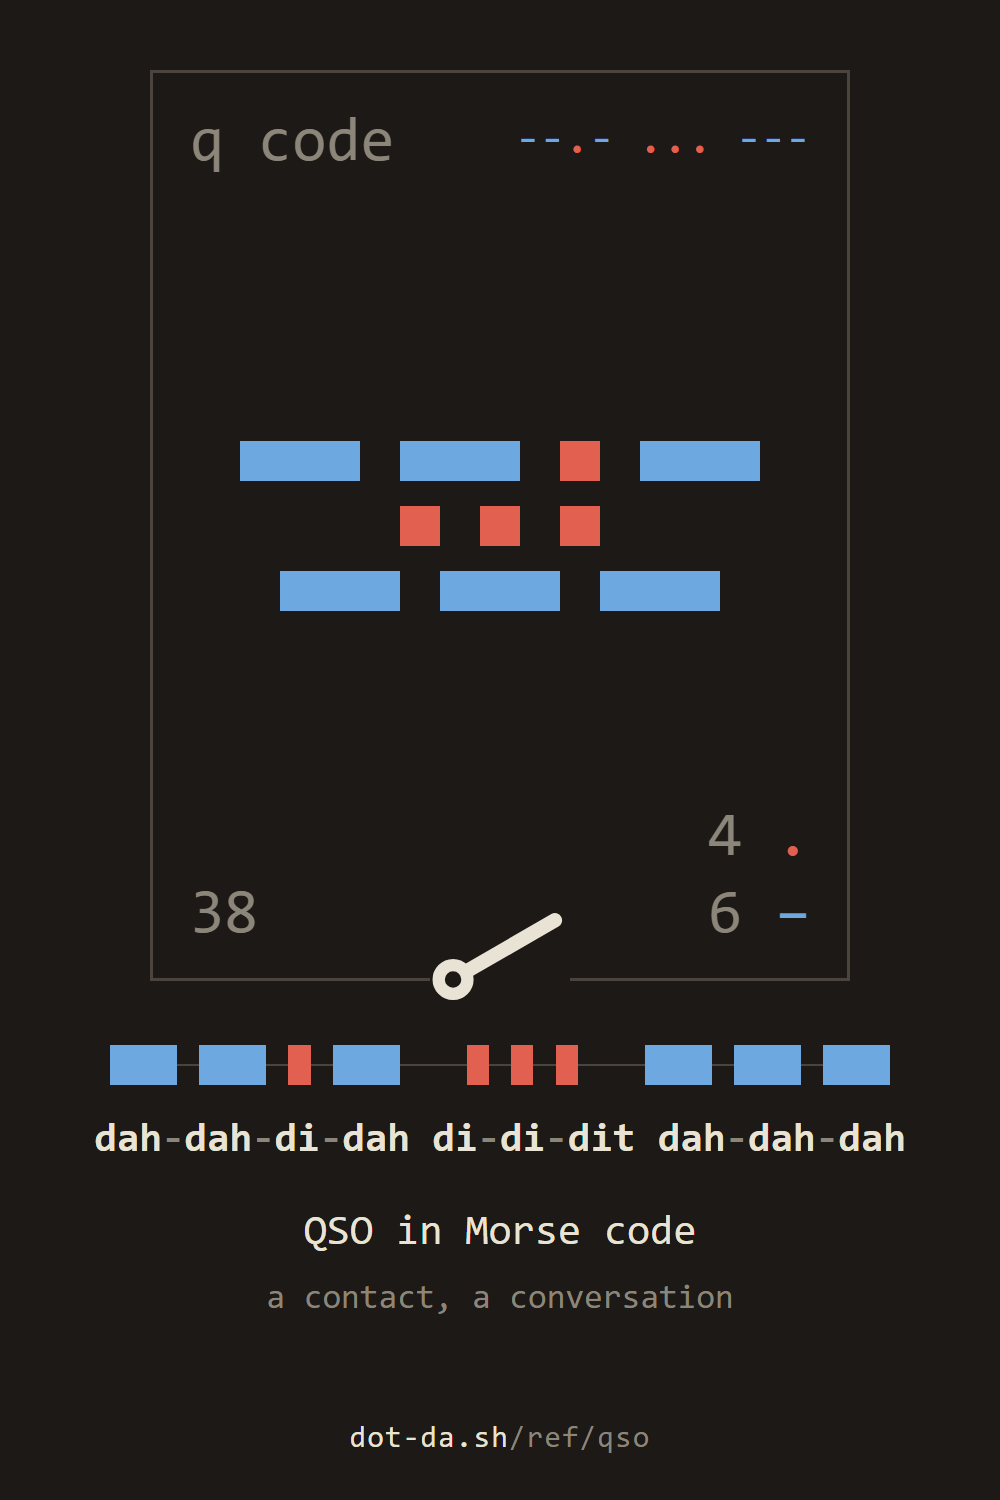 q code --.- ... ---
4 .
38 6 -
dah-dah-di-dah di-di-dit dah-dah-dah
QSO in Morse code
a contact, a conversation
dot-da.sh/ref/qso